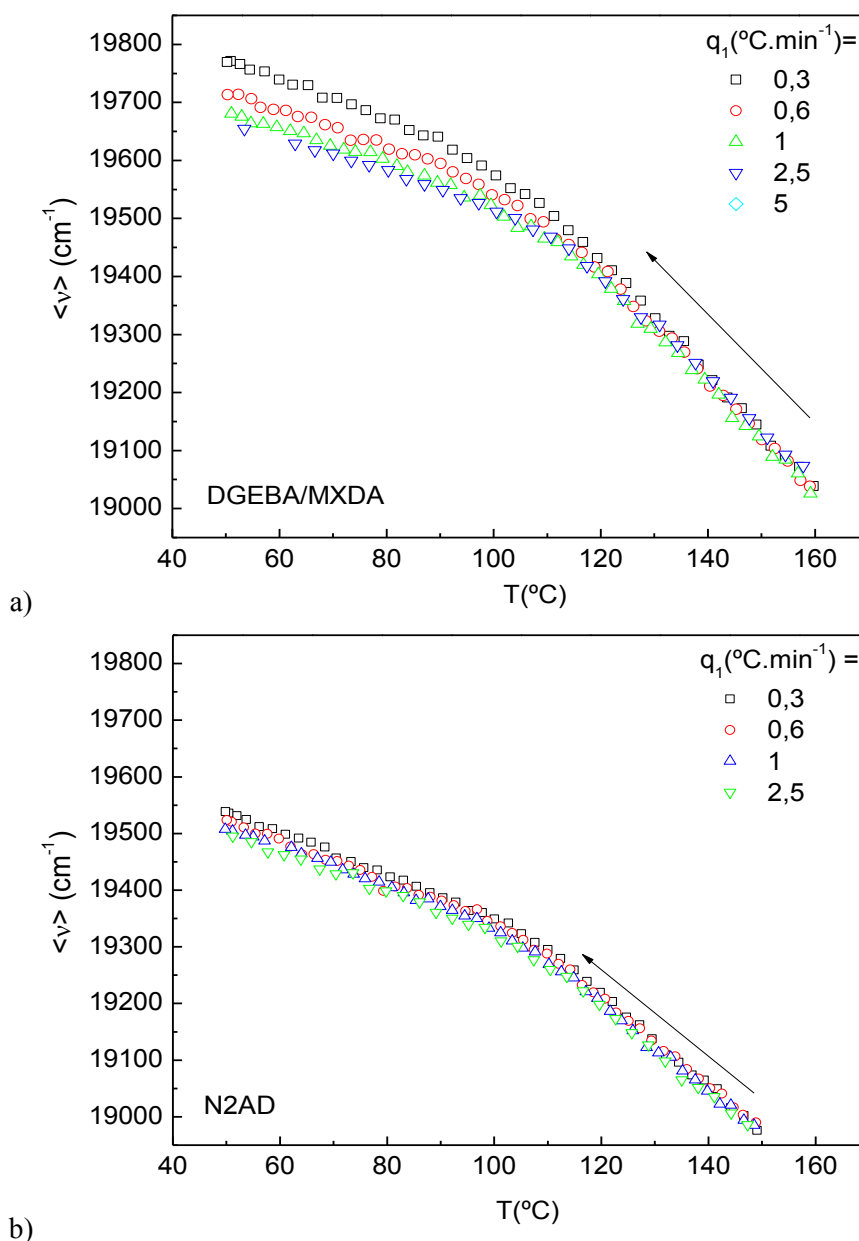 q1(ºC.min-1)=
0,3
0,6
1
2,5
5
19800
19700
19600
19500
19400
19300
19200
19100
19000
<ν> (cm-1)
DGEBA/MXDA
40 60 80 100 120 140 160
T(ºC)
a)
q1(ºC.min-1) =
0,3
0,6
1
2,5
19800
19700
19600
19500
19400
19300
19200
19100
19000
<ν> (cm-1)
N2AD
40 60 80 100 120 140 160
T(ºC)
b)